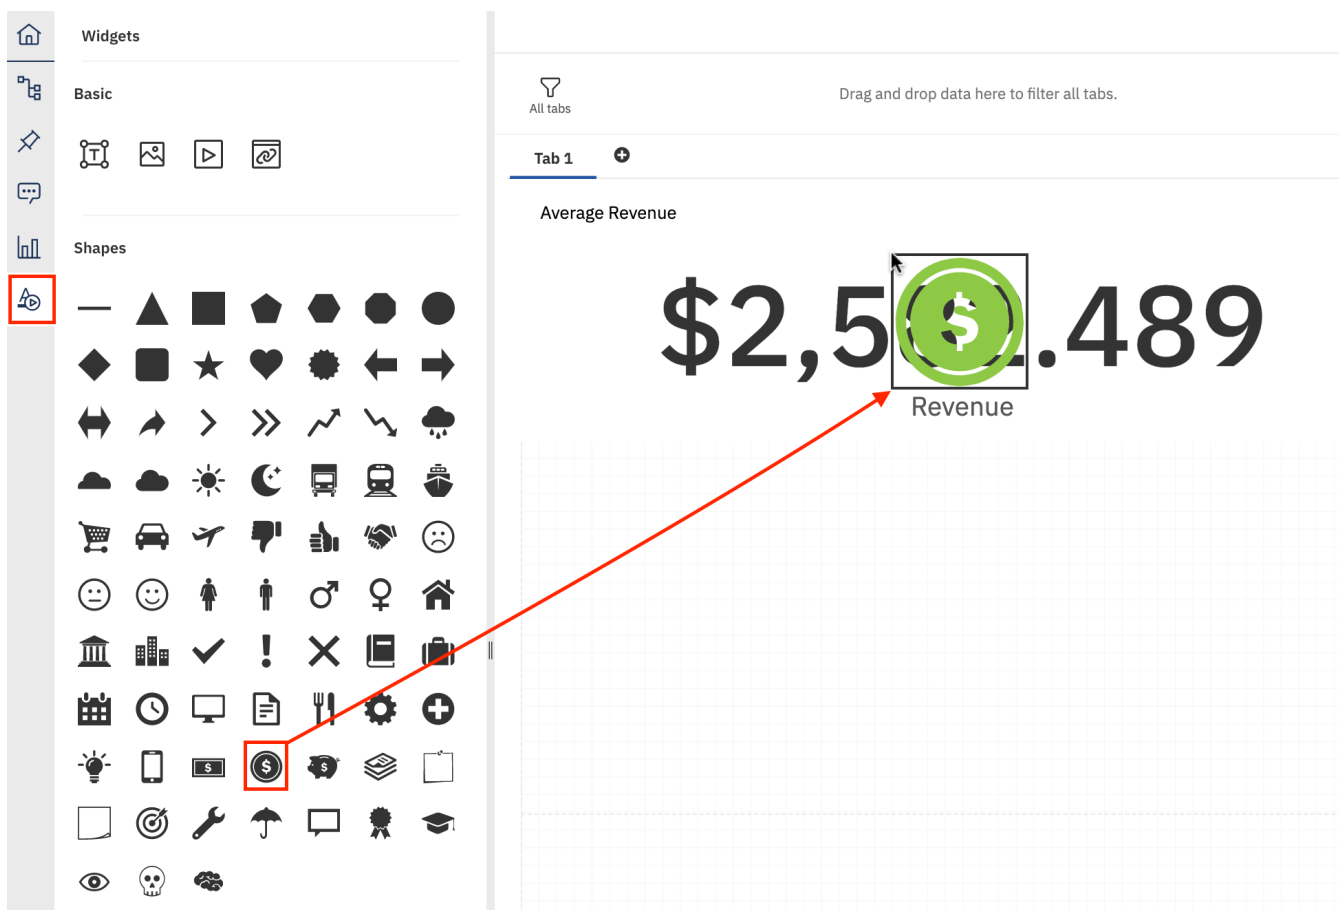 Widgets
Basic
Shapes
All tabs
Drag and drop data here to filter all tabs.
Tab 1
Average Revenue
$2,5 .489
Revenue